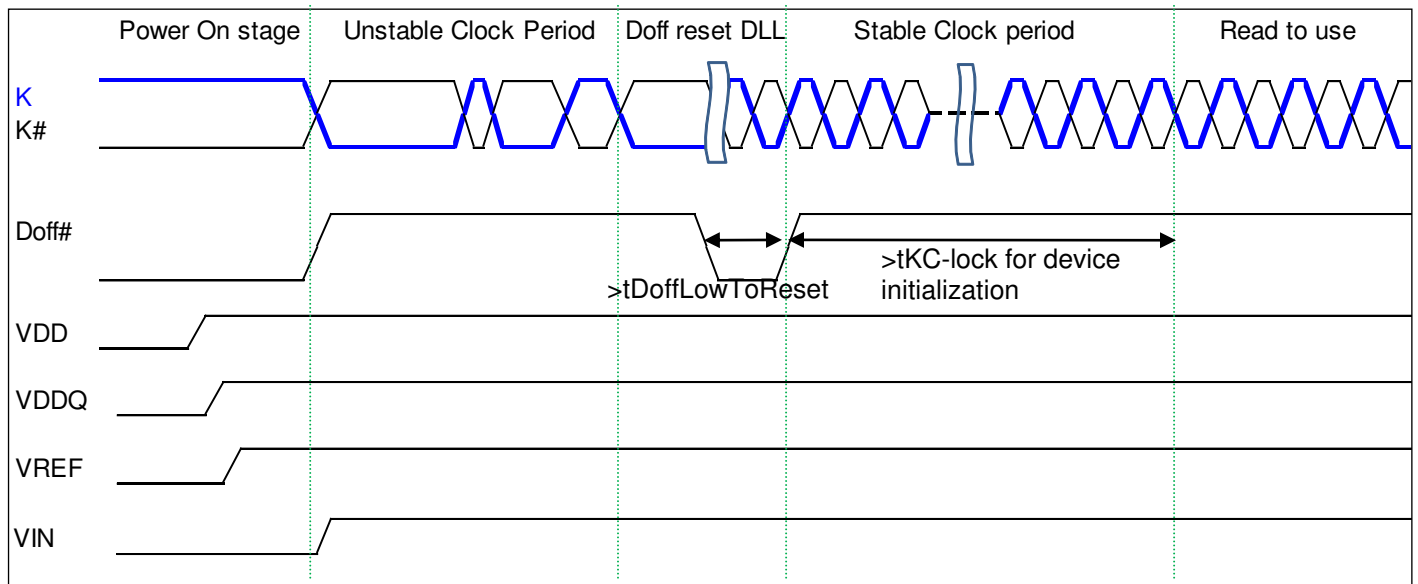 Power On stage
Unstable Clock Period
Doff reset DLL
Stable Clock period
Read to use
K
K#
Doff#
>tDoffLowToReset
>tKC-lock for device
initialization
VDD
VDDQ
VREF
VIN